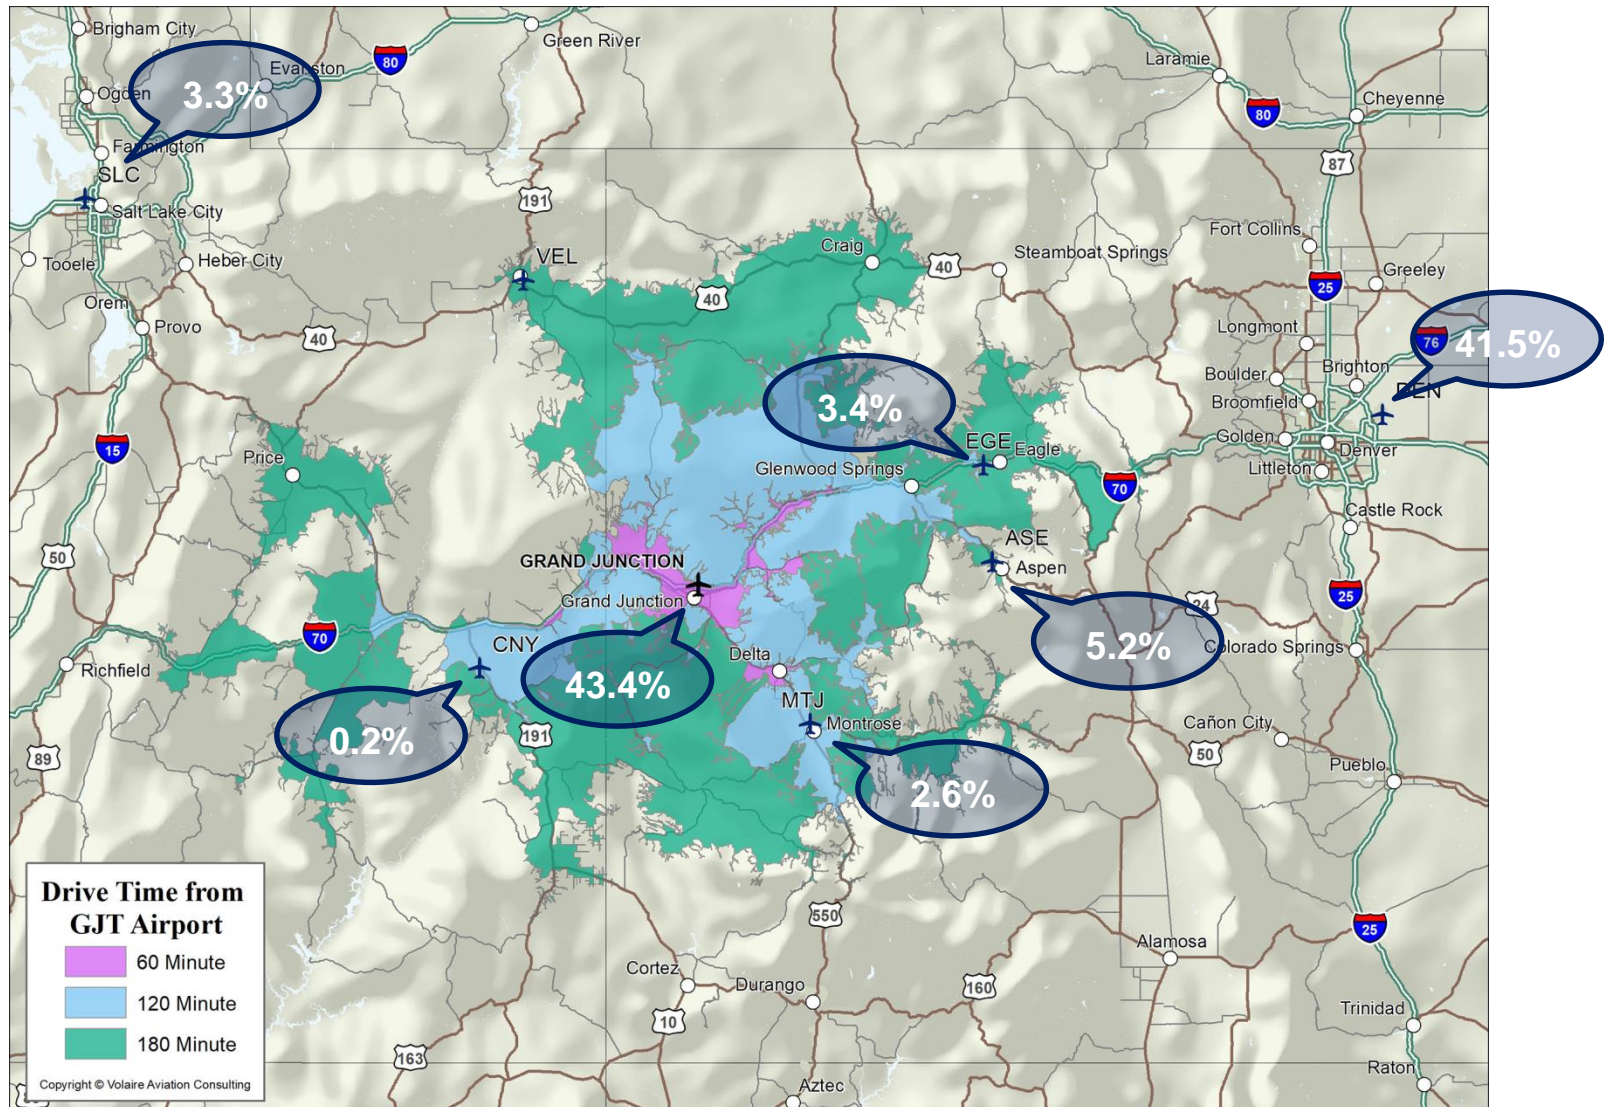 Brigham City
Green River
80
Evanston
Laramie
3.3%
Ogden
Cheyenne
80
Farmington
87
SLC
191
Salt Lake City
Fort Collins
Craig
Steamboat Springs
VEL
Tooele
Heber City
40
Greeley
25
40
Orem
Provo
Longmont
40
76
41.5%
Boulder
Brighton
DEN
3.4%
Broomfield
15
EGE
Eagle
Golden
Denver
Price
Glenwood Springs
Littleton
70
Castle Rock
50
ASE
GRAND JUNCTION
Aspen
Grand Junction
25
24
70
CNY
5.2%
Colorado Springs
Richfield
Delta
43.4%
MTJ
Montrose
Cañon City
0.2%
191
50
89
Pueblo
2.6%
Drive Time from
GJT Airport
60 Minute
120 Minute
180 Minute
Copyright © Volaire Aviation Consulting
550
25
Alamosa
Cortez
Durango
160
Trinidad
10
163
Raton
Aztec